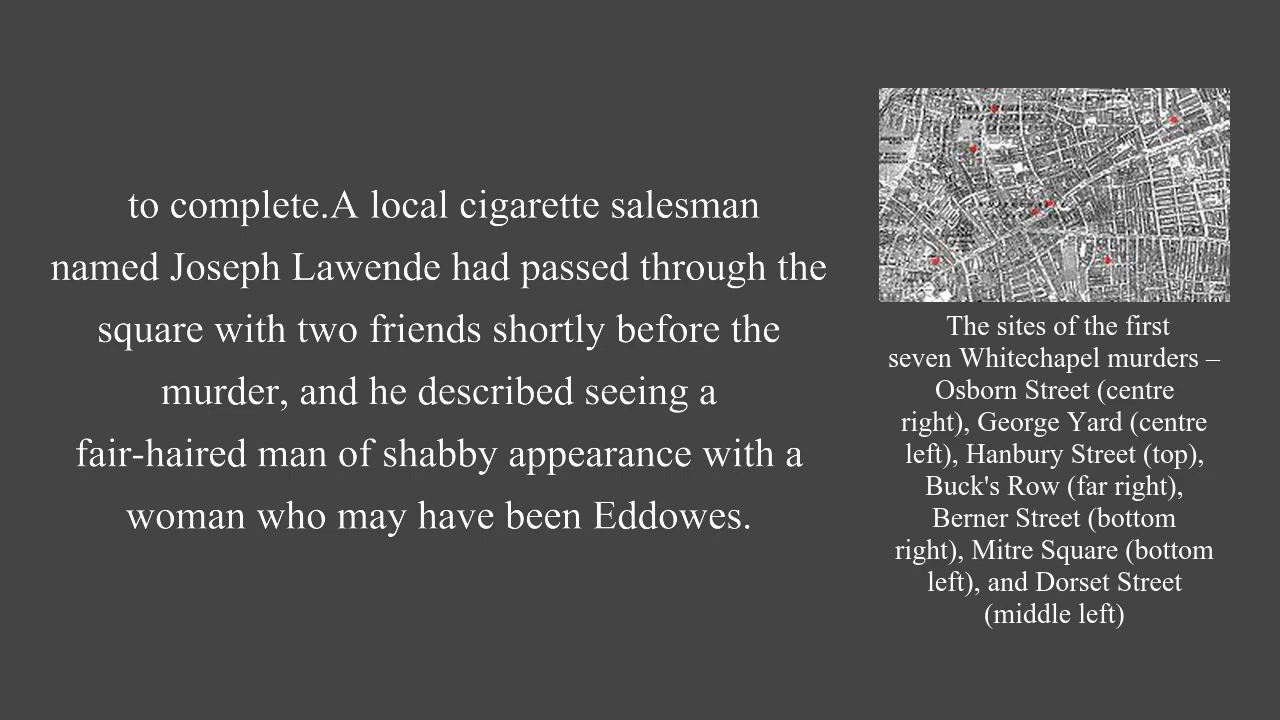 to complete.A local cigarette salesman
named Joseph Lawende had passed through the
square with two friends shortly before the
murder, and he described seeing a
fair-haired man of shabby appearance with a
woman who may have been Eddowes.
The sites of the first
seven Whitechapel murders –
Osborn Street (centre
right), George Yard (centre
left), Hanbury Street (top),
Buck's Row (far right),
Berner Street (bottom
right), Mitre Square (bottom
left), and Dorset Street
(middle left)